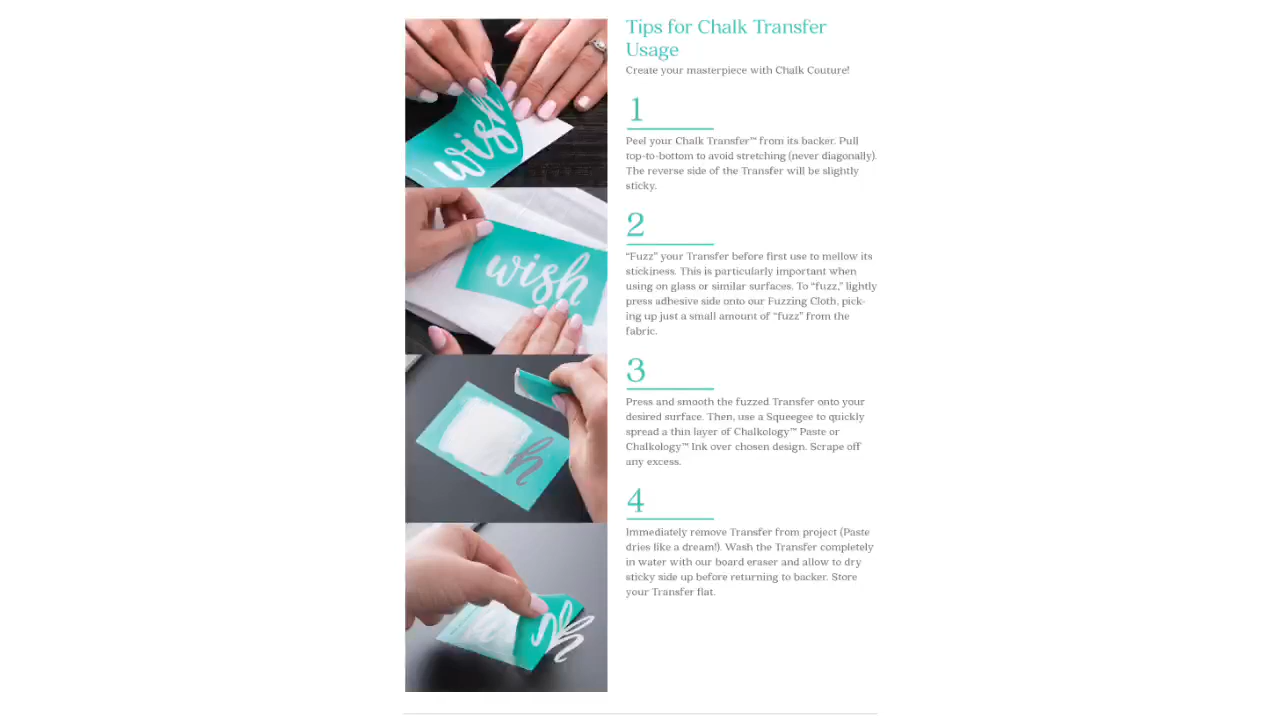 Tips for Chalk Transfer
Usage
Create your masterpiece with Chalk Couture!
1
Peel your Chalk Transfer™ from its backer. Pull
top-to-bottom to avoid stretching (never diagonally).
The reverse side of the Transfer will be slightly
sticky.
2
“Fuzz” your Transfer before first use to mellow its
stickiness. This is particularly important when
using on glass or similar surfaces. To “fuzz,” lightly
press adhesive side onto our Fuzzing Cloth, pick-
ing up just a small amount of “fuzz” from the
fabric.
3
Press and smooth the fuzzed Transfer onto your
desired surface. Then, use a Squeegee to quickly
spread a thin layer of Chalkology™ Paste or
Chalkology™ Ink over chosen design. Scrape off
any excess.
4
Immediately remove Transfer from project (Paste
dries like a dream!). Wash the Transfer completely
in water with our board eraser and allow to dry
sticky side up before returning to backer. Store
your Transfer flat.
wish
wish
h
h